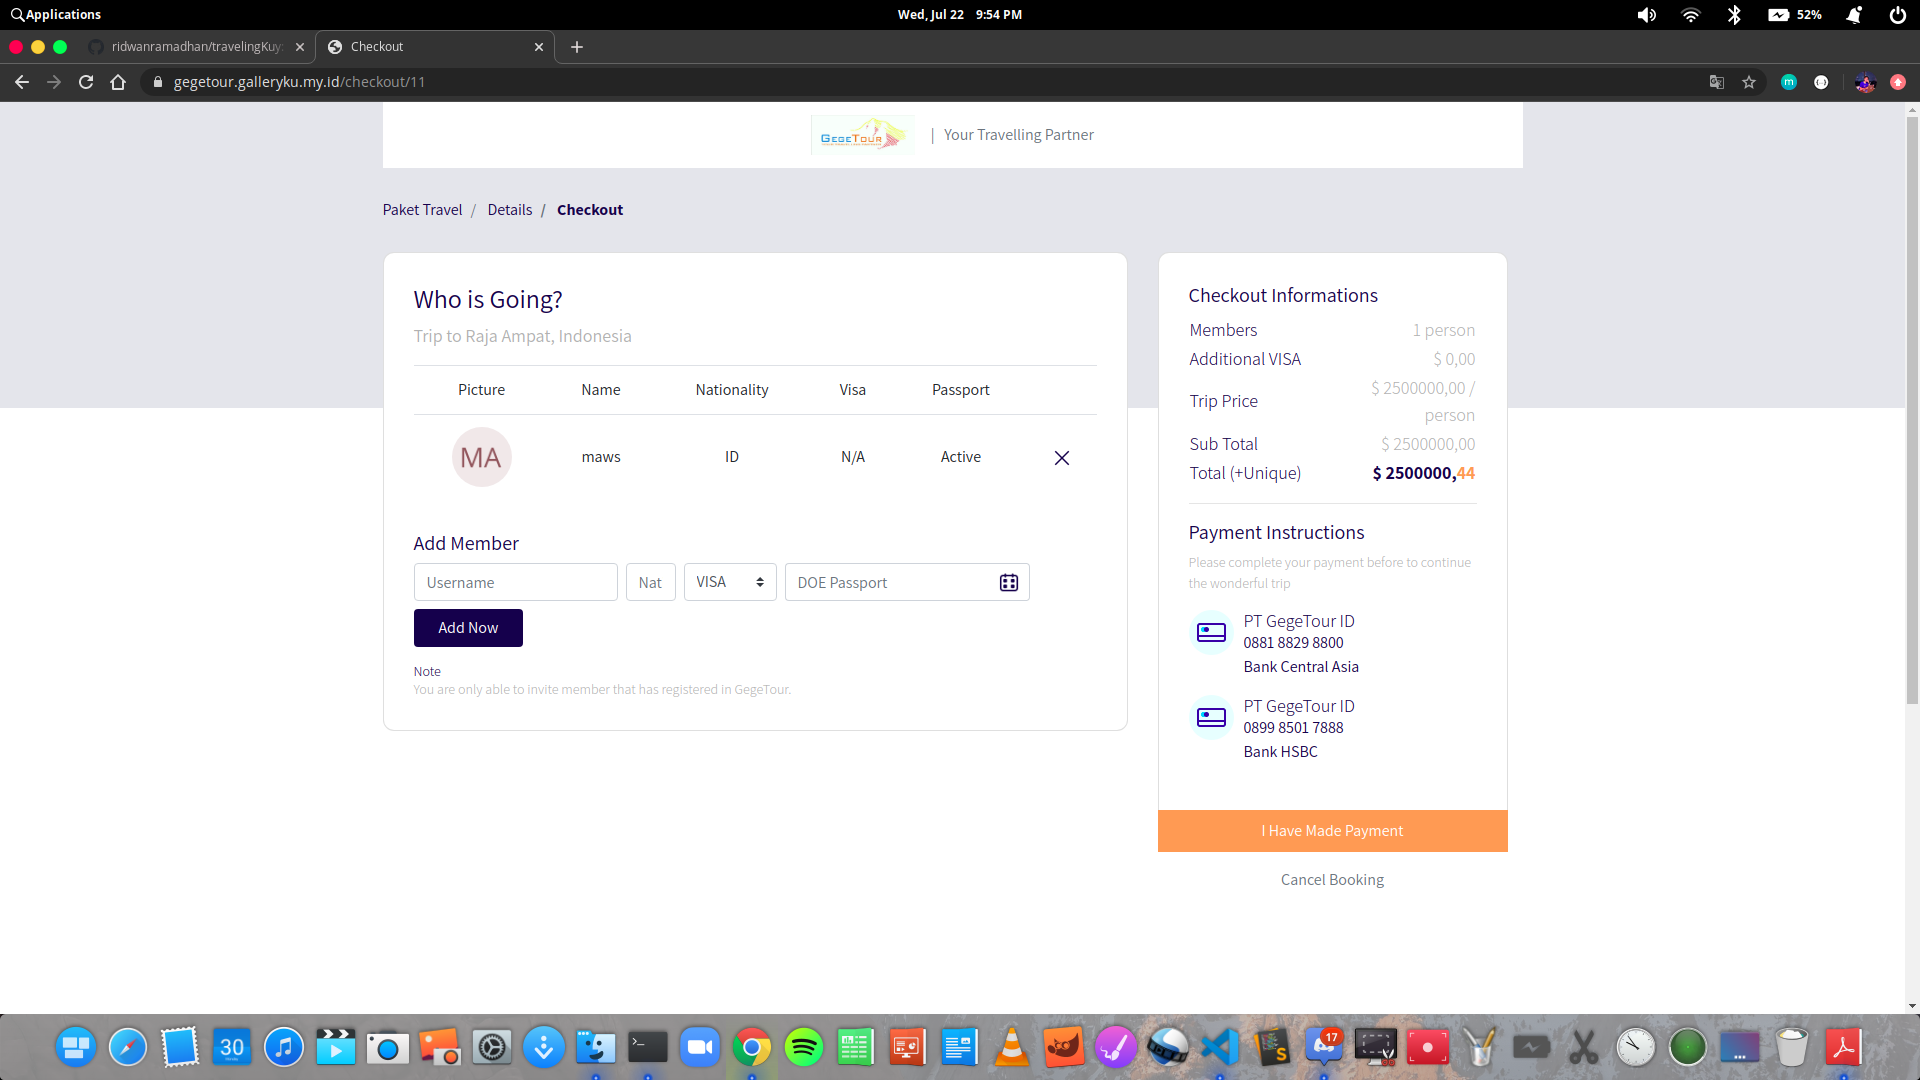 Applications
Wed, Jul 22 9:54 PM
52%
ridwanramadhan/travelingKuy
Checkout
gegetour.galleryku.my.id/checkout/11
GEGETOUR
| Your Travelling Partner
Paket Travel / Details / Checkout
Who is Going?
Trip to Raja Ampat, Indonesia
Picture Name Nationality Visa Passport
MA maws ID N/A Active
Add Member
Username Nat VISA DOE Passport
Add Now
Note
You are only able to invite member that has registered in GegeTour.
Checkout Informations
Members 1 person
Additional VISA $ 0,00
Trip Price $ 2500000,00 /
person
Sub Total $ 2500000,00
Total (+Unique) $ 2500000,44
Payment Instructions
Please complete your payment before to continue
the wonderful trip
PT GegeTour ID
0881 8829 8800
Bank Central Asia
PT GegeTour ID
0899 8501 7888
Bank HSBC
I Have Made Payment
Cancel Booking
30
17